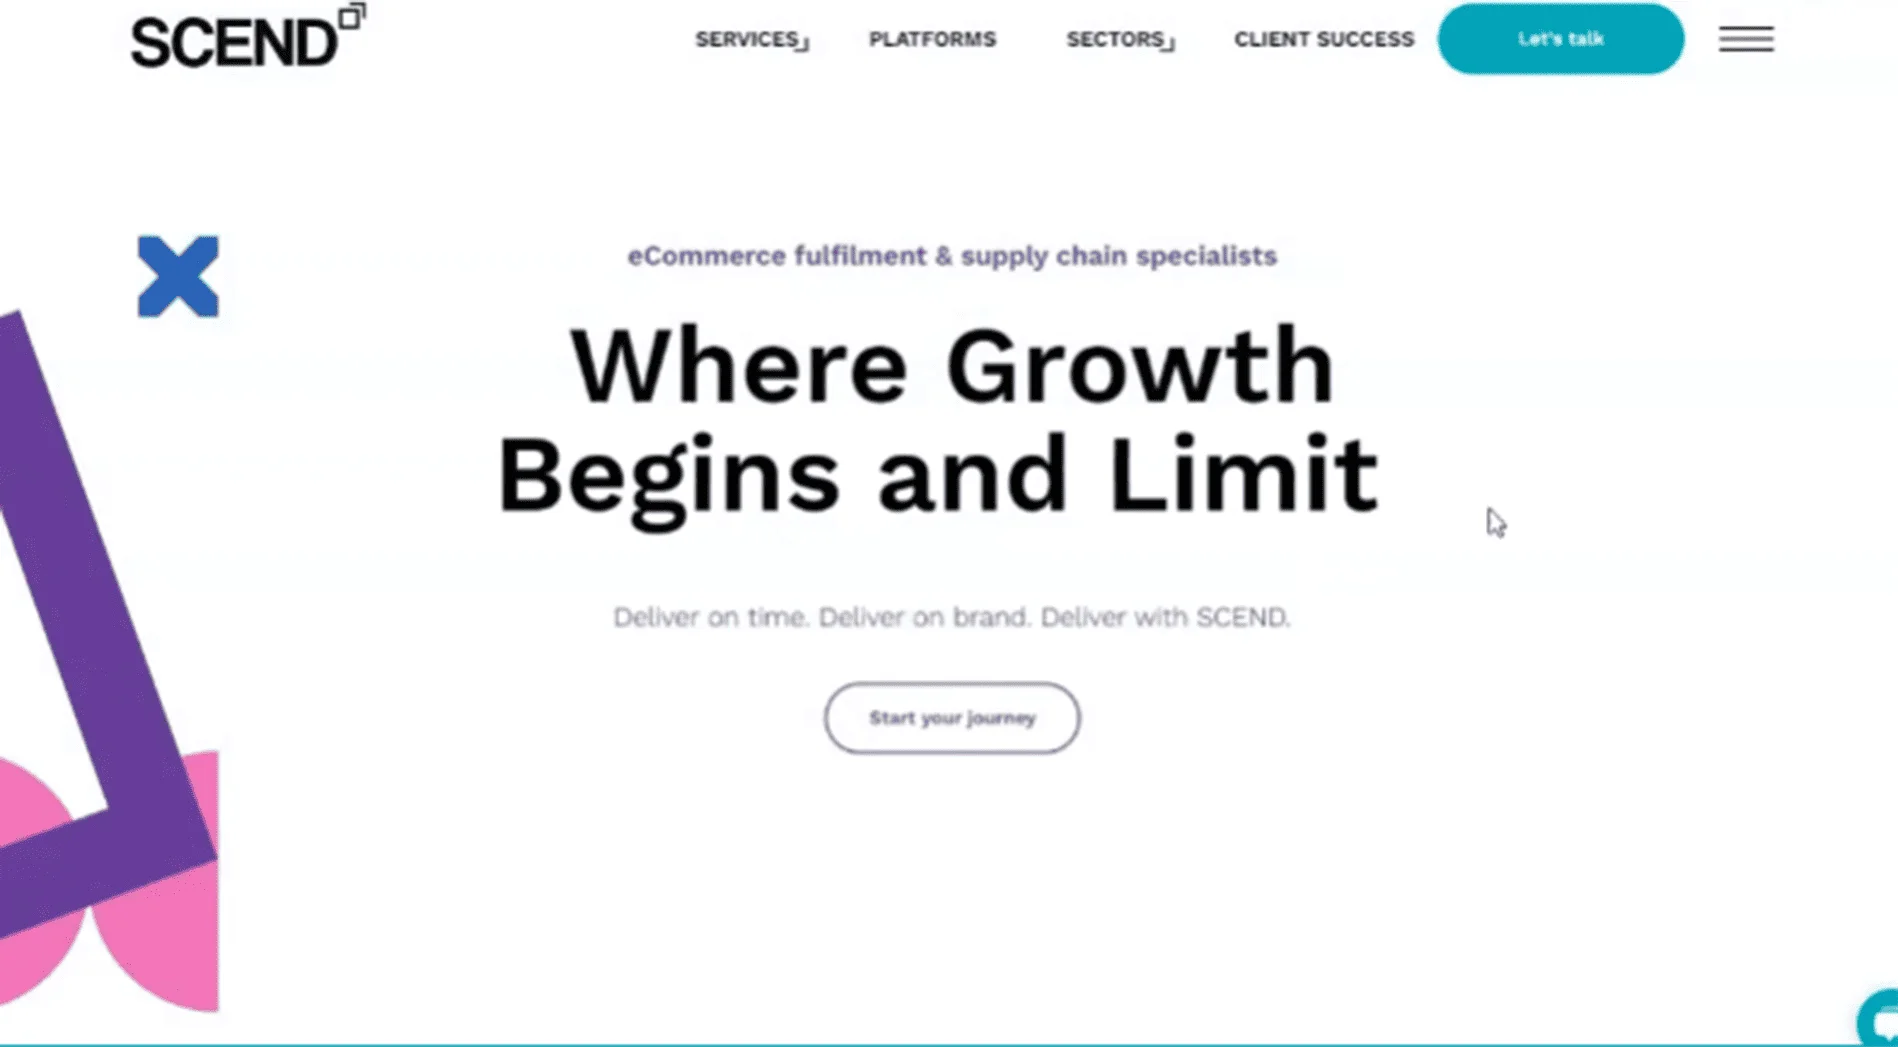 SCEND
SERVICES PLATFORMS SECTORS CLIENT SUCCESS Let's talk
eCommerce fulfilment & supply chain specialists
Where Growth
Begins and Limit
Deliver on time. Deliver on brand. Deliver with SCEND.
Start your journey